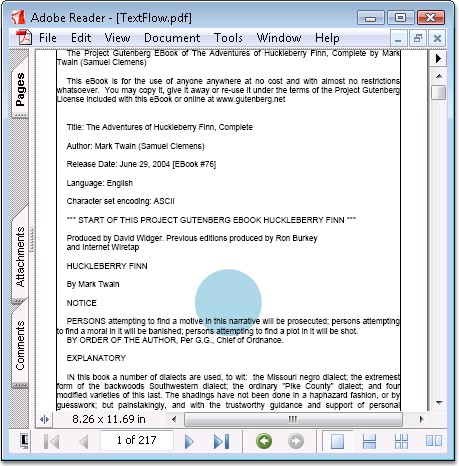 Adobe Reader - [TextFlow.pdf]
File Edit View Document Tools Window Help
Pages
Attachments
Comments
The Project Gutenberg EBook of The Adventures of Huckleberry Finn, Complete by Mark
Twain (Samuel Clemens)
This eBook is for the use of anyone anywhere at no cost and with almost no restrictions
whatsoever. You may copy it, give it away or re-use it under the terms of the Project Gutenberg
License included with this eBook or online at www.gutenberg.net
Title: The Adventures of Huckleberry Finn, Complete
Author: Mark Twain (Samuel Clemens)
Release Date: June 29, 2004 [EBook #76]
Language: English
Character set encoding: ASCII
*** START OF THIS PROJECT GUTENBERG EBOOK HUCKLEBERRY FINN ***
Produced by David Widger. Previous editions produced by Ron Burkey
and Internet Wiretap
HUCKLEBERRY FINN
By Mark Twain
NOTICE
PERSONS attempting to find a motive in this narrative will be prosecuted; persons attempting
to find a moral in it will be banished; persons attempting to find a plot in it will be shot.
BY ORDER OF THE AUTHOR, Per G.G., Chief of Ordnance.
EXPLANATORY
IN this book a number of dialects are used, to wit: the Missouri negro dialect; the extremest
form of the backwoods Southwestern dialect; the ordinary "Pike County" dialect; and four
modified varieties of this last. The shadings have not been done in a haphazard fashion, or by
guesswork; but painstakingly, and with the trustworthy guidance and support of personal
8.26 x 11.69 in
1 of 217